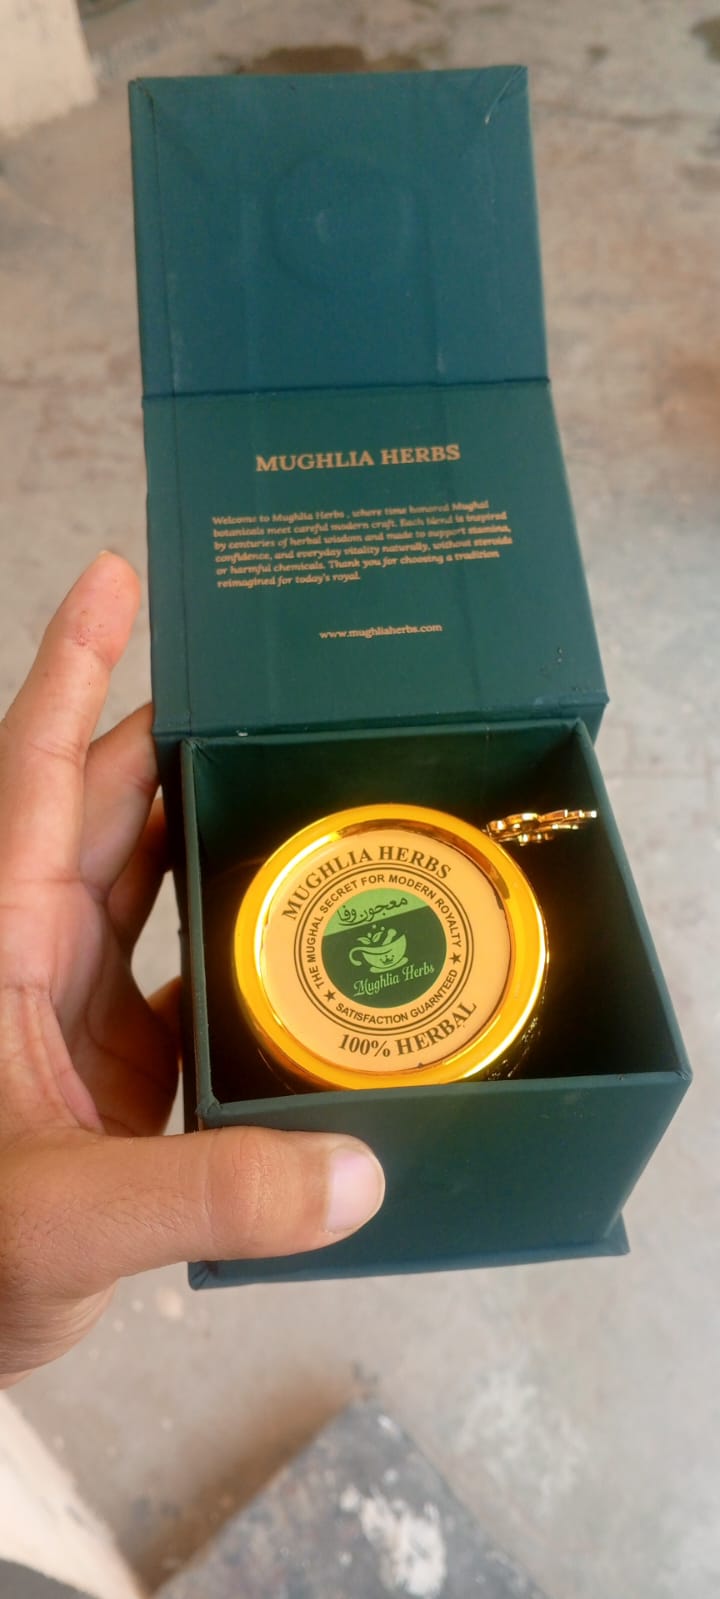 MUGHLIA HERBS
Welcome to Mughlia Herbs , where time honored Mughal
botanicals meet careful modern craft. Each blend is inspired
by centuries of herbal wisdom and made to support stamina,
confidence, and everyday vitality naturally, without steroids
or harmful chemicals. Thank you for choosing a tradition
reimagined for today's royal.
www.mughliaherbs.com
MUGHLIA HERBS
THE MUGHAL SECRET FOR MODERN ROYALTY
معجون وفا
Mughlia Herbs
★ SATISFACTION GUARNTEED ★
100% HERBAL